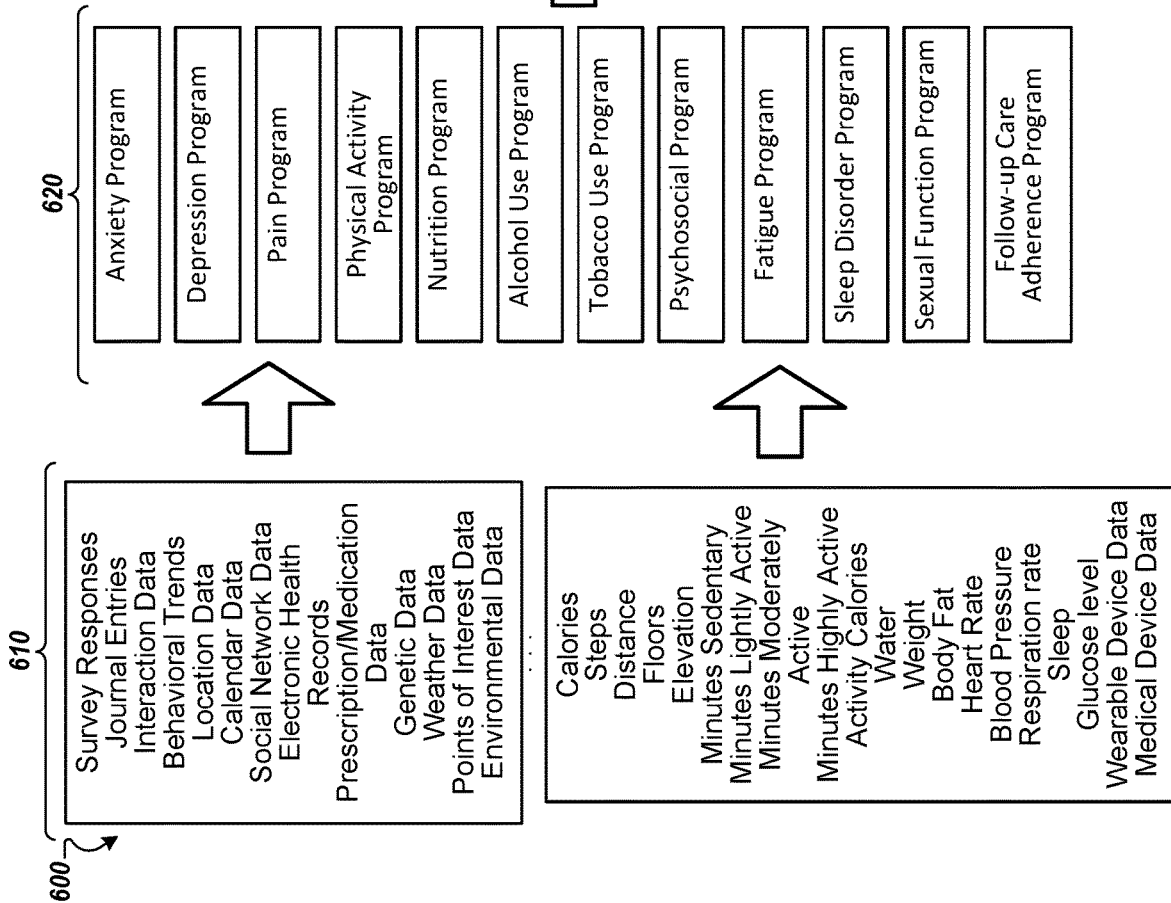 600
610
Survey Responses
Journal Entries
Interaction Data
Behavioral Trends
Location Data
Calendar Data
Social Network Data
Electronic Health
Records
Prescription/Medication
Data
Genetic Data
Weather Data
Points of Interest Data
Environmental Data
Calories
Steps
Distance
Floors
Elevation
Minutes Sedentary
Minutes Lightly Active
Minutes Moderately
Active
Minutes Highly Active
Activity Calories
Water
Weight
Body Fat
Heart Rate
Blood Pressure
Respiration rate
Sleep
Glucose level
Wearable Device Data
Medical Device Data
620
Anxiety Program
Depression Program
Pain Program
Physical Activity
Program
Nutrition Program
Alcohol Use Program
Tobacco Use Program
Psychosocial Program
Fatigue Program
Sleep Disorder Program
Sexual Function Program
Follow-up Care
Adherence Program